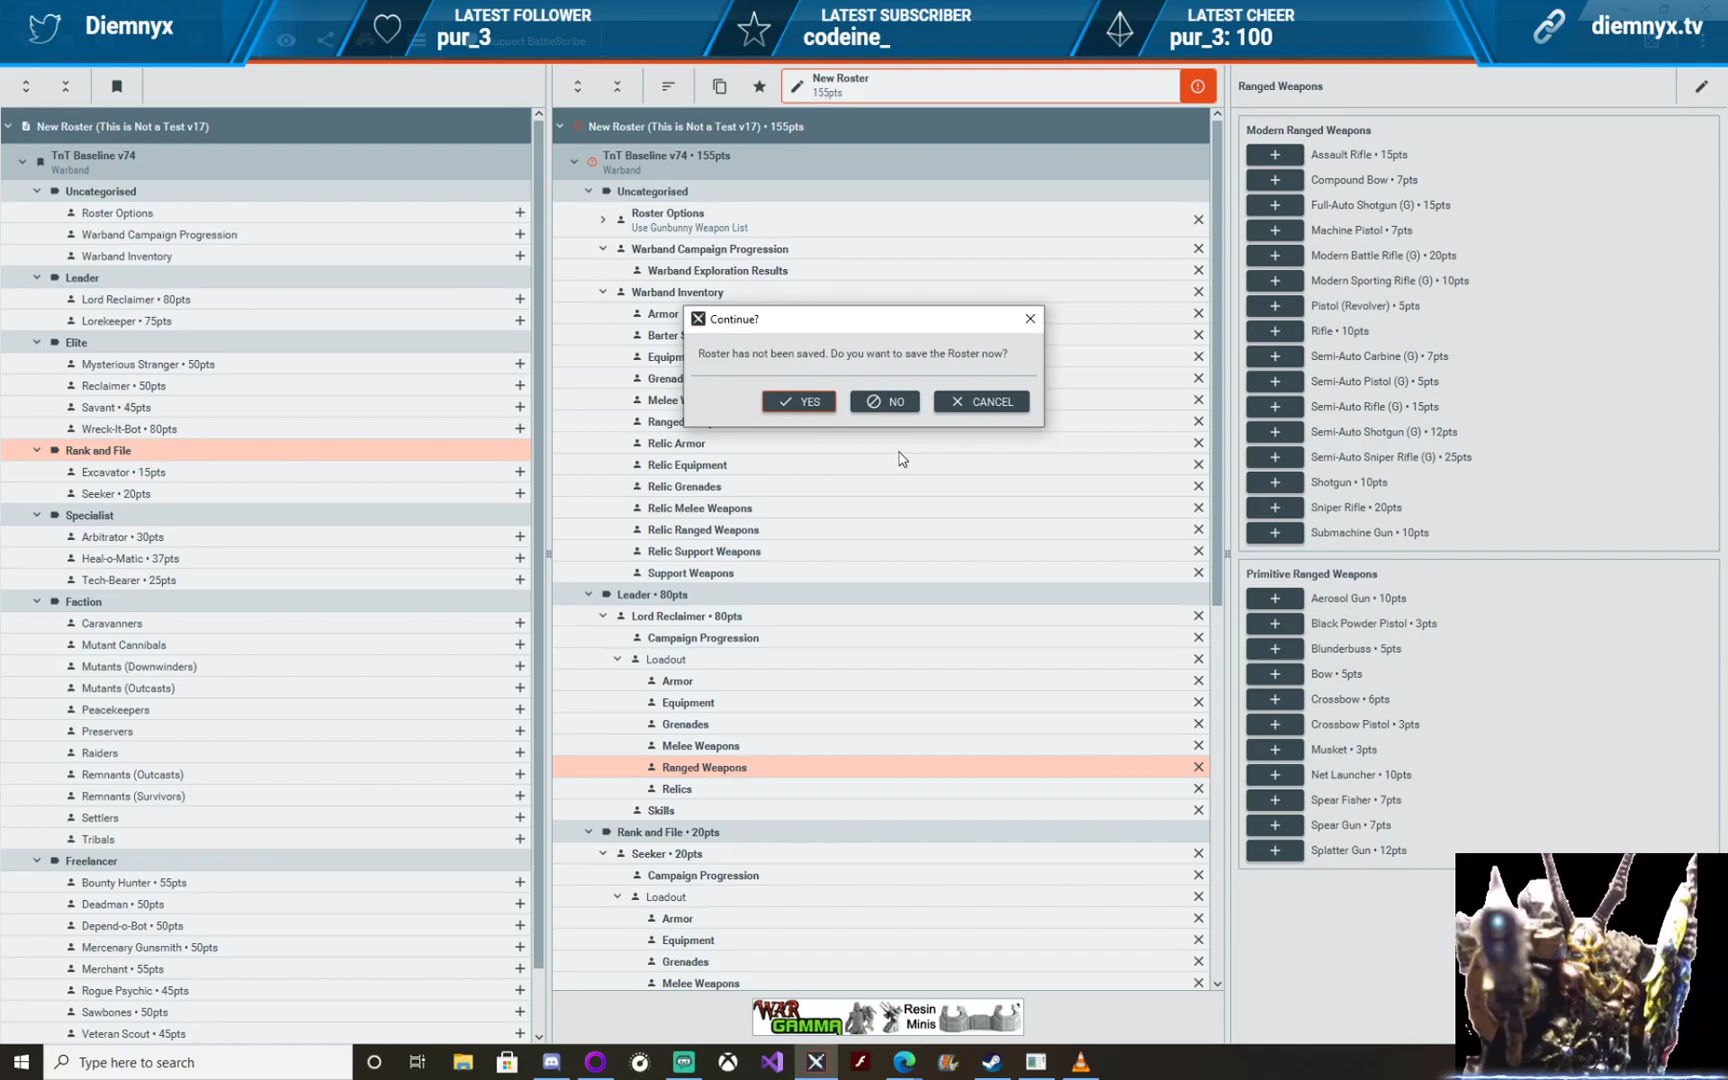 Diemnyx
LATEST FOLLOWER
pur_3
LATEST SUBSCRIBER
codeine_
LATEST CHEER
pur_3: 100
diemnyx.tv
Support BattleScribe
New Roster
155pts
Ranged Weapons
New Roster (This is Not a Test v17)
TnT Baseline v74
Warband
Uncategorised
Roster Options
Warband Campaign Progression
Warband Inventory
Leader
Lord Reclaimer • 80pts
Lorekeeper • 75pts
Elite
Mysterious Stranger • 50pts
Reclaimer • 50pts
Savant • 45pts
Wreck-It-Bot • 80pts
Rank and File
Excavator • 15pts
Seeker • 20pts
Specialist
Arbitrator • 30pts
Heal-o-Matic • 37pts
Tech-Bearer • 25pts
Faction
Caravanners
Mutant Cannibals
Mutants (Downwinders)
Mutants (Outcasts)
Peacekeepers
Preservers
Raiders
Remnants (Outcasts)
Remnants (Survivors)
Settlers
Tribals
Freelancer
Bounty Hunter • 55pts
Deadman • 50pts
Depend-o-Bot • 50pts
Mercenary Gunsmith • 50pts
Merchant • 55pts
Rogue Psychic • 45pts
Sawbones • 50pts
Veteran Scout • 45pts
New Roster (This is Not a Test v17) • 155pts
TnT Baseline v74 • 155pts
Warband
Uncategorised
Roster Options
Use Gunbunny Weapon List
Warband Campaign Progression
Warband Exploration Results
Warband Inventory
Armor
Barter S
Equipm
Grenad
Melee W
Ranged
Relic Armor
Relic Equipment
Relic Grenades
Relic Melee Weapons
Relic Ranged Weapons
Relic Support Weapons
Support Weapons
Leader • 80pts
Lord Reclaimer • 80pts
Campaign Progression
Loadout
Armor
Equipment
Grenades
Melee Weapons
Ranged Weapons
Relics
Skills
Rank and File • 20pts
Seeker • 20pts
Campaign Progression
Loadout
Armor
Equipment
Grenades
Melee Weapons
Continue?
Roster has not been saved. Do you want to save the Roster now?
YES
NO
CANCEL
Modern Ranged Weapons
Assault Rifle • 15pts
Compound Bow • 7pts
Full-Auto Shotgun (G) • 15pts
Machine Pistol • 7pts
Modern Battle Rifle (G) • 20pts
Modern Sporting Rifle (G) • 10pts
Pistol (Revolver) • 5pts
Rifle • 10pts
Semi-Auto Carbine (G) • 7pts
Semi-Auto Pistol (G) • 5pts
Semi-Auto Rifle (G) • 15pts
Semi-Auto Shotgun (G) • 12pts
Semi-Auto Sniper Rifle (G) • 25pts
Shotgun • 10pts
Sniper Rifle • 20pts
Submachine Gun • 10pts
Primitive Ranged Weapons
Aerosol Gun • 10pts
Black Powder Pistol • 3pts
Blunderbuss • 5pts
Bow • 5pts
Crossbow • 6pts
Crossbow Pistol • 3pts
Musket • 3pts
Net Launcher • 10pts
Spear Fisher • 7pts
Spear Gun • 7pts
Splatter Gun • 12pts
WAR
GAMMA
Resin
Minis
Type here to search